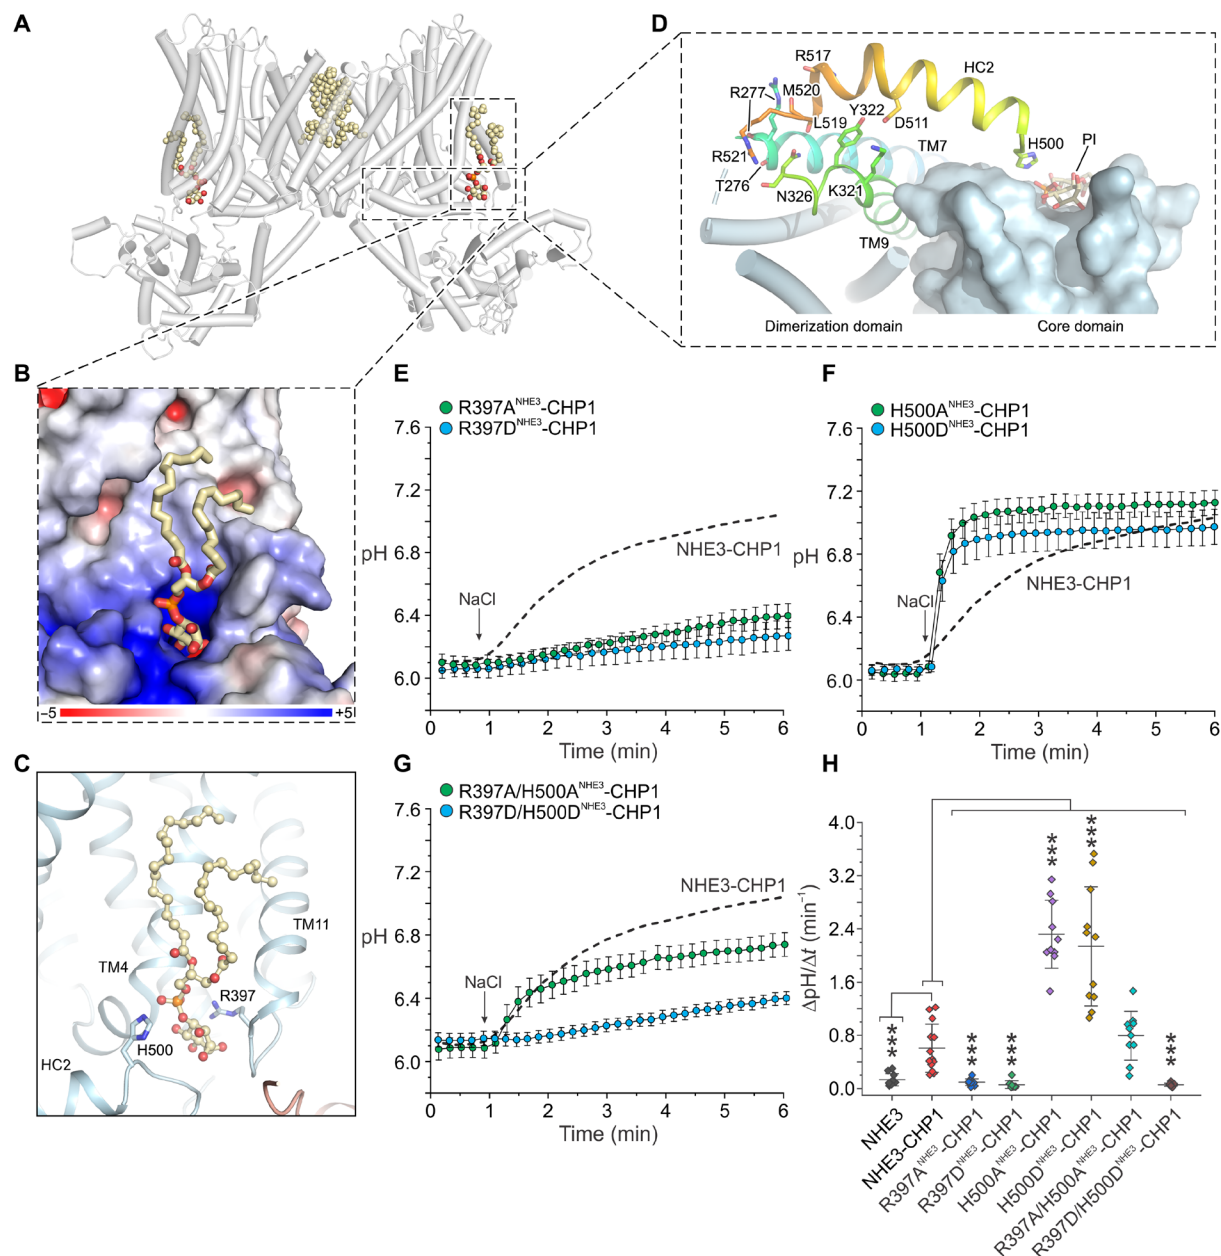 A
B
−5
+5
C
TM11
TM4
R397
H500
HC2
D
R517
HC2
R277
M520
Y322
L519
D511
H500
PI
TM7
R521
T276
N326
K321
TM9
Dimerization domain
Core domain
E
R397A^NHE3-CHP1
R397D^NHE3-CHP1
7.6
7.2
6.8
6.4
6.0
pH
NHE3-CHP1
NaCl
0 1 2 3 4 5 6
Time (min)
F
H500A^NHE3-CHP1
H500D^NHE3-CHP1
7.6
7.2
6.8
6.4
6.0
pH
NHE3-CHP1
NaCl
0 1 2 3 4 5 6
Time (min)
G
R397A/H500A^NHE3-CHP1
R397D/H500D^NHE3-CHP1
7.6
7.2
6.8
6.4
6.0
pH
NHE3-CHP1
NaCl
0 1 2 3 4 5 6
Time (min)
H
4.0
3.2
2.4
1.6
0.8
0.0
ΔpH/Δt (min⁻¹)
***
***
***
***
***
***
NHE3
NHE3-CHP1
R397A^NHE3-CHP1
R397D^NHE3-CHP1
H500A^NHE3-CHP1
H500D^NHE3-CHP1
R397A/H500A^NHE3-CHP1
R397D/H500D^NHE3-CHP1